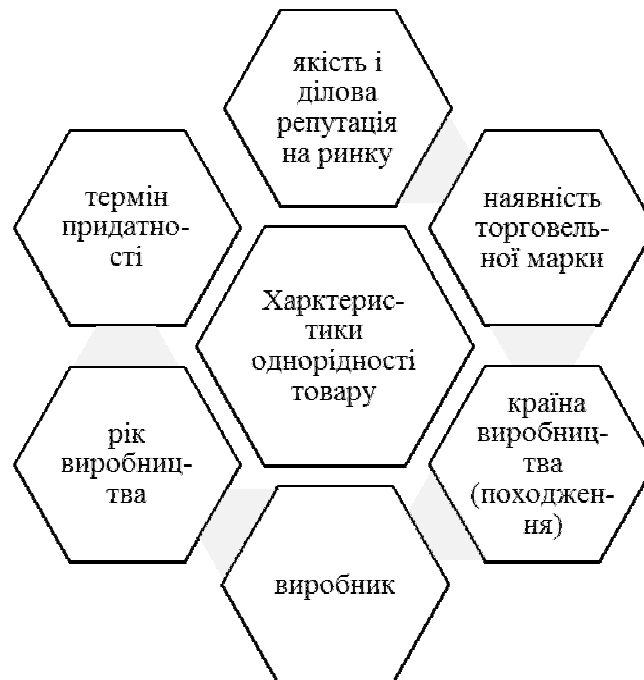 якість і
ділова
репутація
на ринку
наявність
торговель-
ної марки
країна
виробниц-
тва
(походжен-
ня)
виробник
рік
виробниц-
тва
термін
придатно-
сті
Харктерис-
тики
однорідності
товару